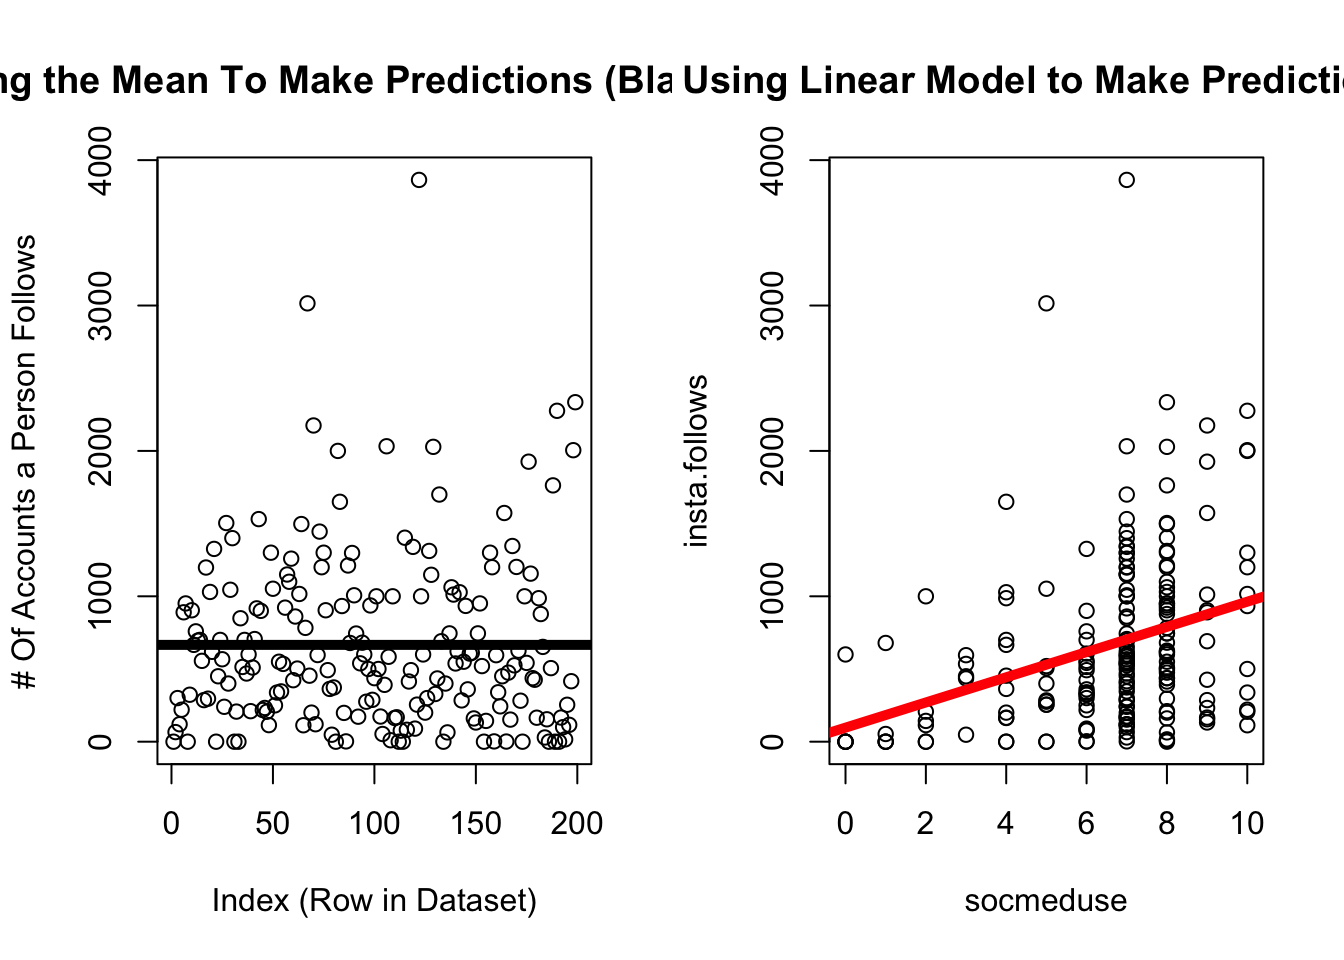 ng the Mean To Make Predictions (Bla
# Of Accounts a Person Follows
4000
3000
2000
1000
0
0 50 100 150 200
Index (Row in Dataset)
Using Linear Model to Make Predicti
insta.follows
4000
3000
2000
1000
0
0 2 4 6 8 10
socmeduse